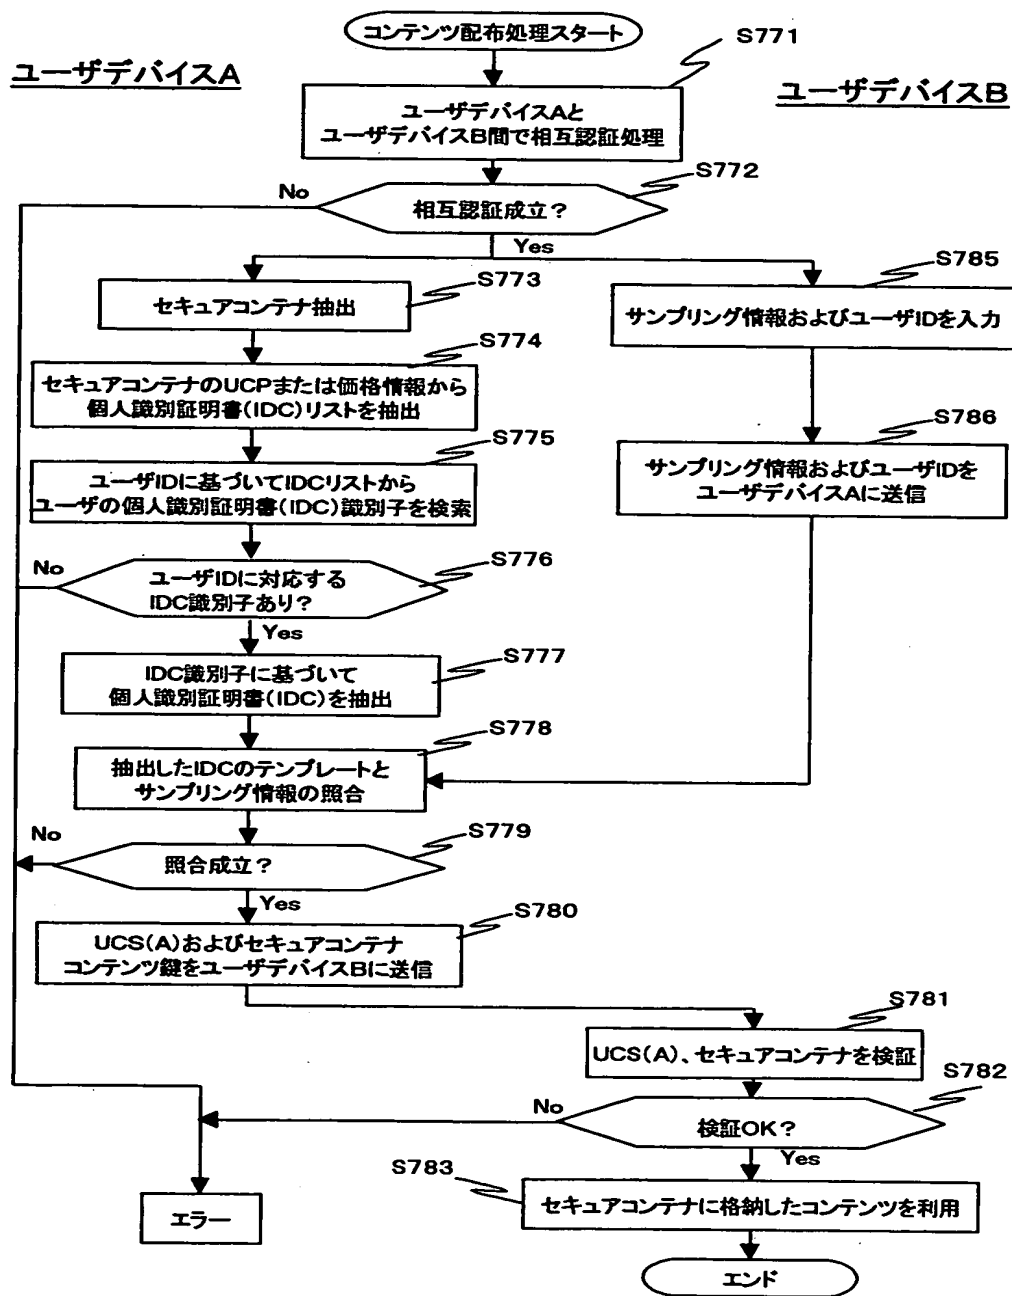 コンテンツ配布処理スタート
S771
ユーザデバイスA
ユーザデバイスB
ユーザデバイスAと
ユーザデバイスB間で相互認証処理
S772
No
相互認証成立?
Yes
S773
セキュアコンテナ抽出
S785
サンプリング情報およびユーザIDを入力
S774
セキュアコンテナのUCPまたは価格情報から
個人識別証明書(IDC)リストを抽出
S775
ユーザIDに基づいてIDCリストから
ユーザの個人識別証明書(IDC)識別子を検索
S786
サンプリング情報およびユーザIDを
ユーザデバイスAに送信
S776
No
ユーザIDに対応する
IDC識別子あり?
Yes
S777
IDC識別子に基づいて
個人識別証明書(IDC)を抽出
S778
抽出したIDCのテンプレートと
サンプリング情報の照合
S779
No
照合成立?
Yes
S780
UCS(A)およびセキュアコンテナ
コンテンツ鍵をユーザデバイスBに送信
S781
UCS(A)、セキュアコンテナを検証
S782
No
検証OK?
Yes
S783
セキュアコンテナに格納したコンテンツを利用
エラー
エンド